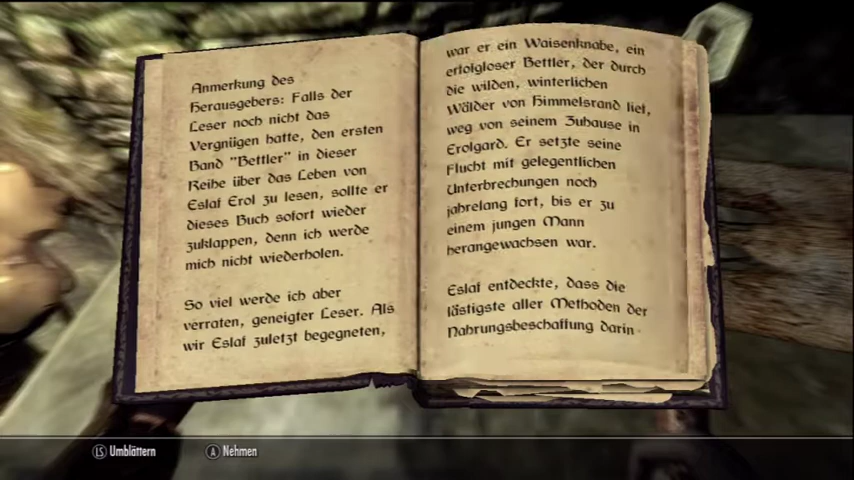 Anmerkung des
Herausgebers: Falls der
Leser noch nicht das
Vergnügen hatte, den ersten
Band "Bettler" in dieser
Reihe über das Leben von
Eslaf Erol zu lesen, sollte er
dieses Buch sofort wieder
zuklappen, denn ich werde
mich nicht wiederholen.

So viel werde ich aber
verraten, geneigter Leser. Als
wir Eslaf zuletzt begegneten,
war er ein Waisenknabe, ein
erfolgloser Bettler, der durch
die wilden, winterlichen
Wälder von Himmelsrand lief,
weg von seinem Zuhause in
Erolgard. Er setzte seine
Flucht mit gelegentlichen
Unterbrechungen noch
jahrelang fort, bis er zu
einem jungen Mann
herangewachsen war.

Eslaf entdeckte, dass die
lästigste aller Methoden der
Nahrungsbeschaffung darin
LS Umblättern
A Nehmen